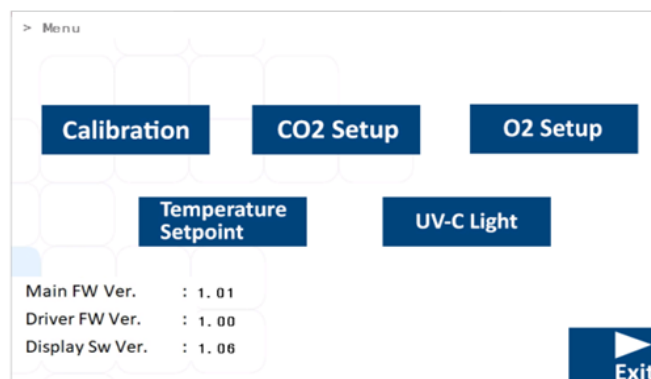 > Menu
Calibration
CO2 Setup
O2 Setup
Temperature
Setpoint
UV-C Light
Main FW Ver. : 1.01
Driver FW Ver. : 1.00
Display Sw Ver. : 1.06
Exit